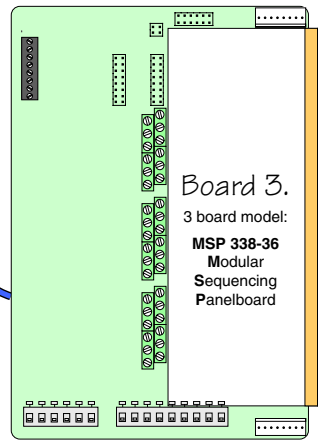 Board 3.
3 board model:
MSP 338-36
Modular
Sequencing
Panelboard